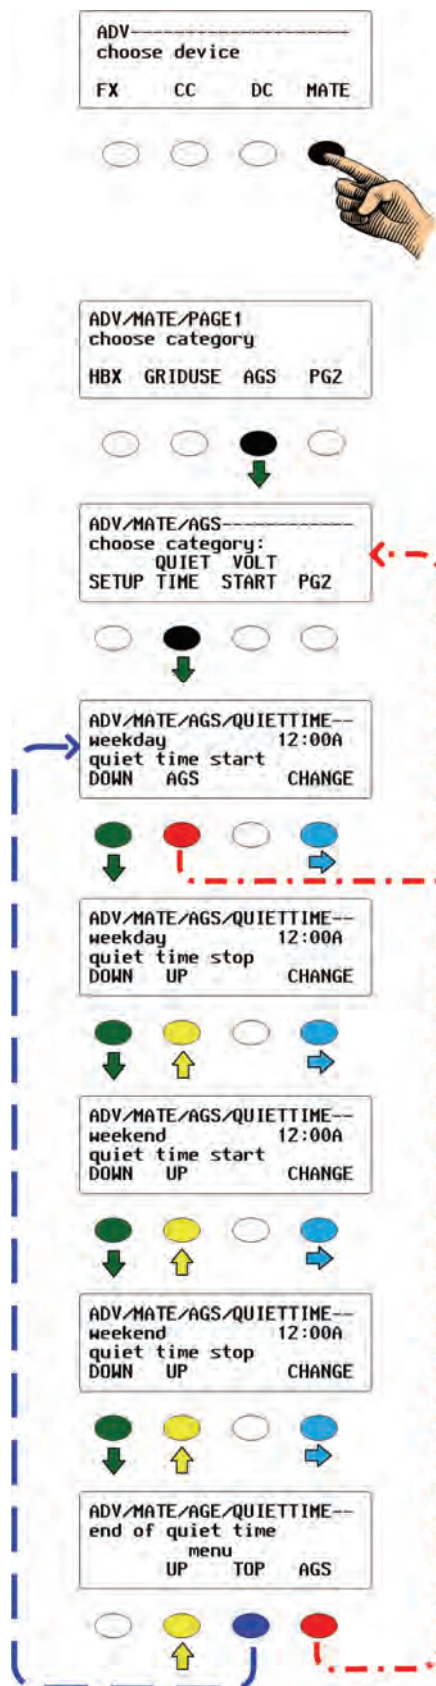 ADV---------------------
choose device
FX CC DC MATE
ADV/MATE/PAGE1
choose category
HBX GRIDUSE AGS PG2
ADV/MATE/AGS------------
choose category:
QUIET VOLT
SETUP TIME START PG2
ADV/MATE/AGS/QUIETTIME--
weekday 12:00A
quiet time start
DOWN AGS CHANGE
ADV/MATE/AGS/QUIETTIME--
weekday 12:00A
quiet time stop
DOWN UP CHANGE
ADV/MATE/AGS/QUIETTIME--
weekend 12:00A
quiet time start
DOWN UP CHANGE
ADV/MATE/AGS/QUIETTIME--
weekend 12:00A
quiet time stop
DOWN UP CHANGE
ADV/MATE/AGE/QUIETTIME--
end of quiet time
menu
UP TOP AGS